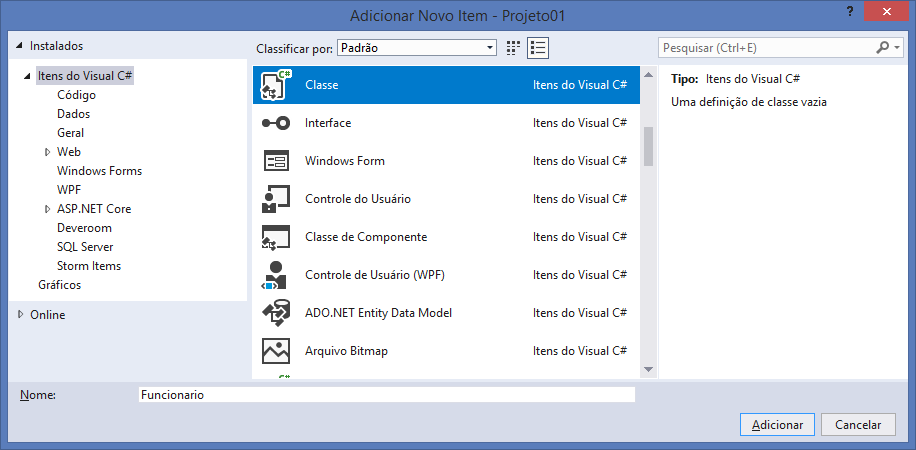 Adicionar Novo Item - Projeto01
?
Instalados
Classificar por: Padrão
Pesquisar (Ctrl+E)
Itens do Visual C#
Código
Dados
Geral
Web
Windows Forms
WPF
ASP.NET Core
Deveroom
SQL Server
Storm Items
Gráficos
Online
C# Classe Itens do Visual C#
Interface Itens do Visual C#
Windows Form Itens do Visual C#
Controle do Usuário Itens do Visual C#
Classe de Componente Itens do Visual C#
Controle de Usuário (WPF) Itens do Visual C#
ADO.NET Entity Data Model Itens do Visual C#
Arquivo Bitmap Itens do Visual C#
Tipo: Itens do Visual C#
Uma definição de classe vazia
Nome: Funcionario
Adicionar Cancelar